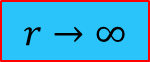 r → ∞